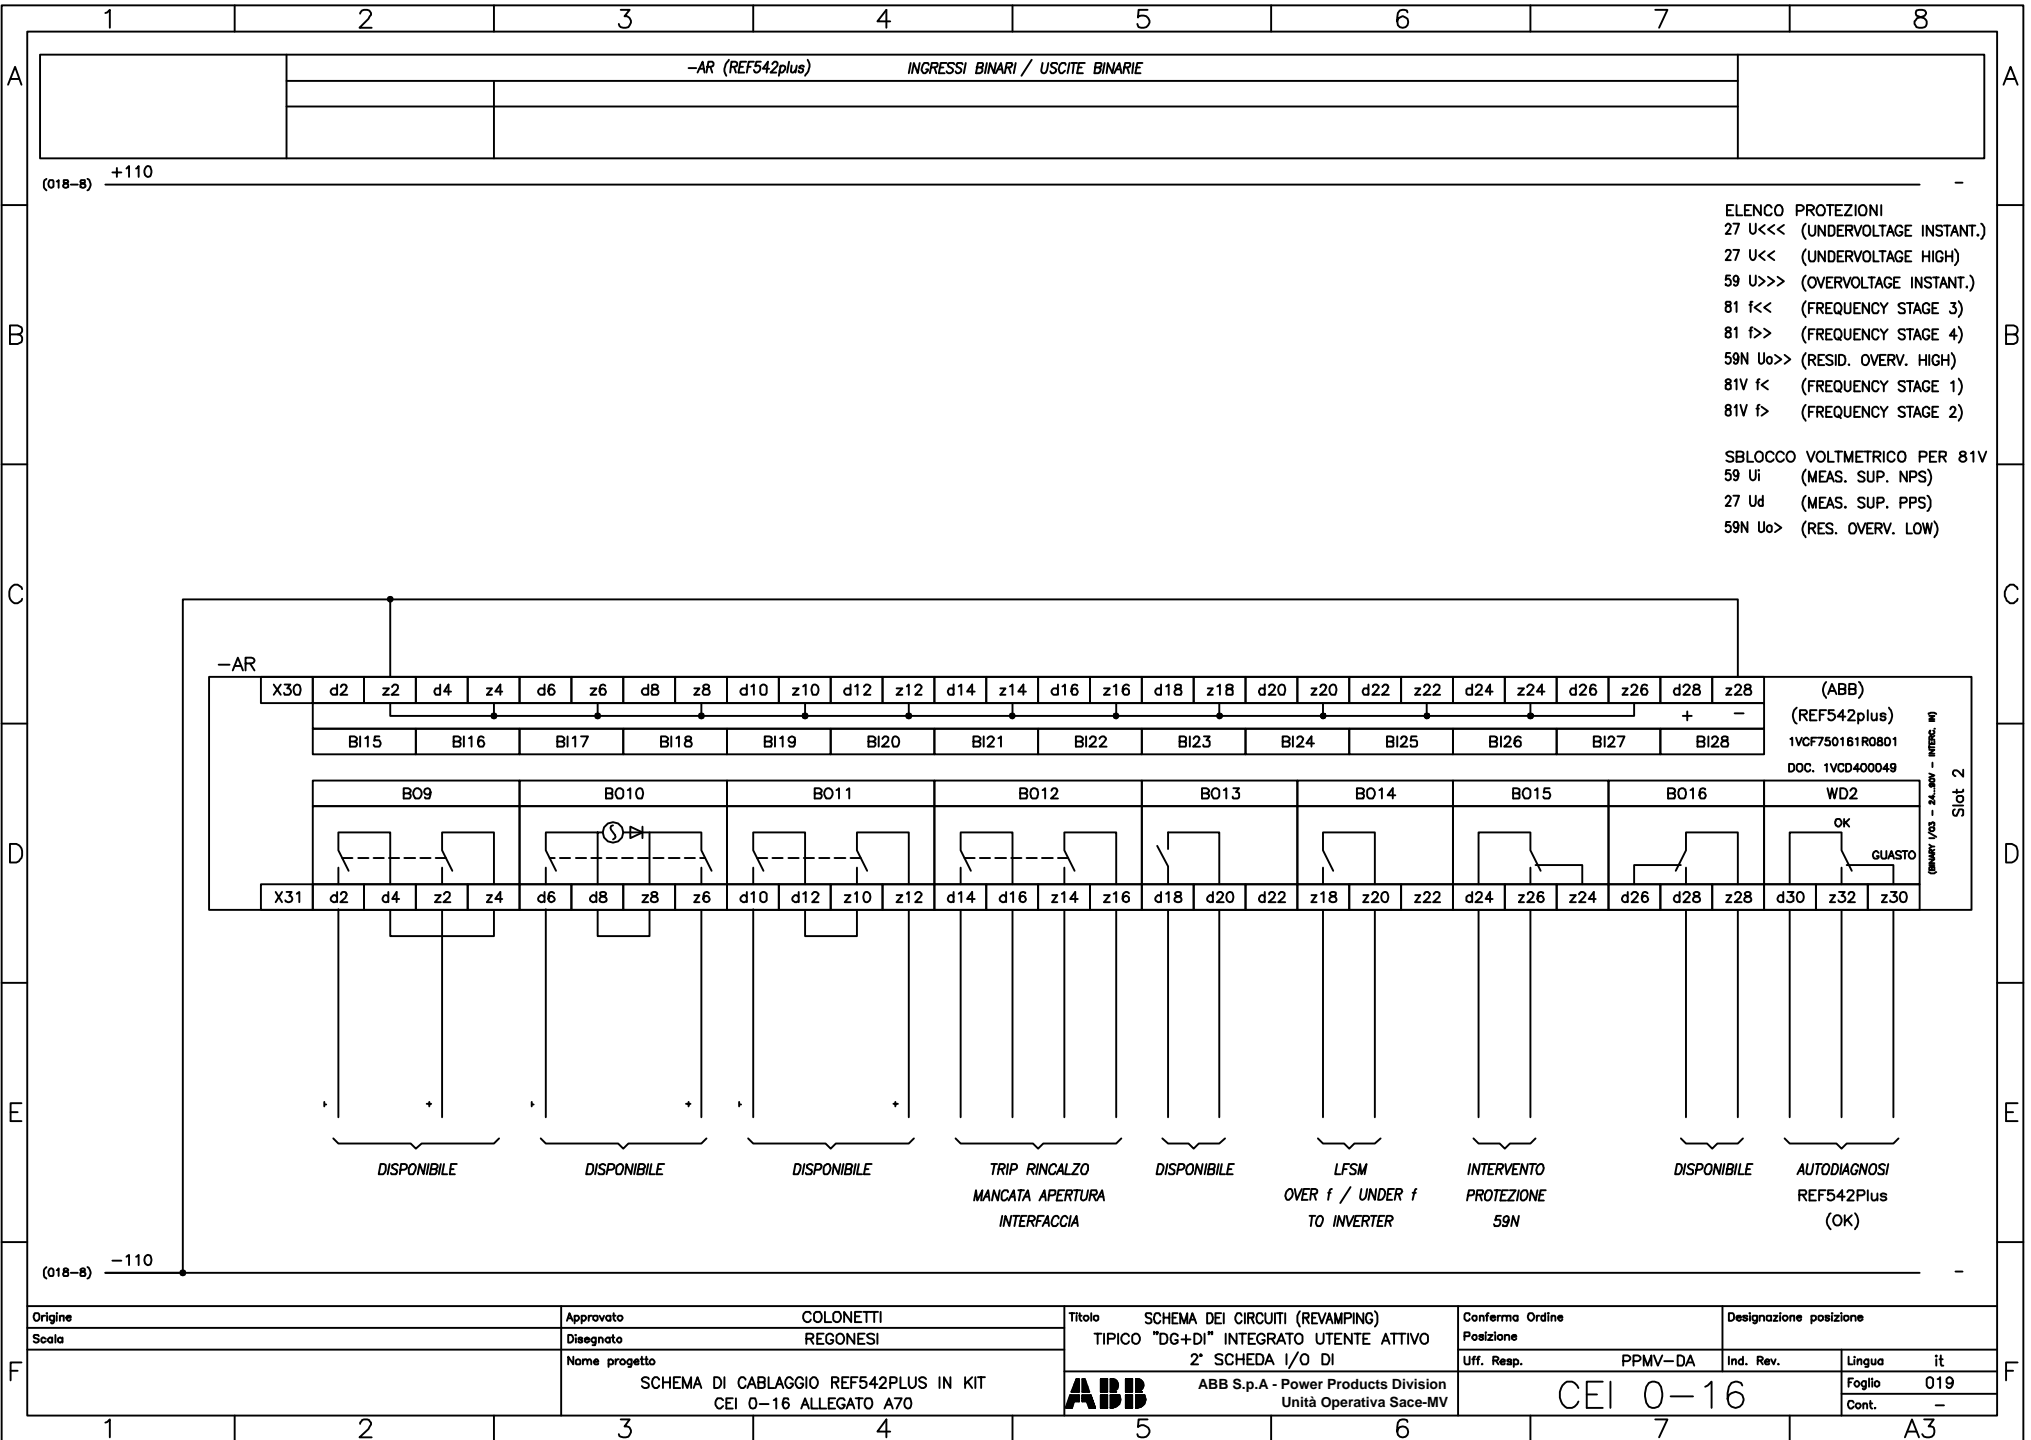 1 2 3 4 5 6 7 8
A A
-AR (REF542plus) INGRESSI BINARI / USCITE BINARIE
+110
(018-8) -
ELENCO PROTEZIONI
27 U<<< (UNDERVOLTAGE INSTANT.)
27 U<< (UNDERVOLTAGE HIGH)
59 U>>> (OVERVOLTAGE INSTANT.)
81 f<< (FREQUENCY STAGE 3)
81 f>> (FREQUENCY STAGE 4)
B B
59N Uo>> (RESID. OVERV. HIGH)
81V f< (FREQUENCY STAGE 1)
81V f> (FREQUENCY STAGE 2)
SBLOCCO VOLTMETRICO PER 81V
59 Ui (MEAS. SUP. NPS)
27 Ud (MEAS. SUP. PPS)
59N Uo> (RES. OVERV. LOW)
C C
-AR
X30 d2 z2 d4 z4 d6 z6 d8 z8 d10 z10 d12 z12 d14 z14 d16 z16 d18 z18 d20 z20 d22 z22 d24 z24 d26 z26 d28 z28
+ -
BI15 BI16 BI17 BI18 BI19 BI20 BI21 BI22 BI23 BI24 BI25 BI26 BI27 BI28
(ABB)
(REF542plus)
1VCF750161R0801
DOC. 1VCD400049
(BINARY I/O3 - 24...90V - INTERC. IN)
Slot 2
BO9 BO10 BO11 BO12 BO13 BO14 BO15 BO16 WD2
OK
GUASTO
D D
X31 d2 d4 z2 z4 d6 d8 z8 z6 d10 d12 z10 z12 d14 d16 z14 z16 d18 d20 d22 z18 z20 z22 d24 z26 z24 d26 d28 z28 d30 z32 z30
+ + + + + +
E E
DISPONIBILE
DISPONIBILE
DISPONIBILE
TRIP RINCALZO
MANCATA APERTURA
INTERFACCIA
DISPONIBILE
LFSM
OVER f / UNDER f
TO INVERTER
INTERVENTO
PROTEZIONE
59N
DISPONIBILE
AUTODIAGNOSI
REF542Plus
(OK)
-110
(018-8) -
Origine
Scala
Approvato COLONETTI
Disegnato REGONESI
Nome progetto
SCHEMA DI CABLAGGIO REF542PLUS IN KIT
CEI 0-16 ALLEGATO A70
Titolo SCHEMA DEI CIRCUITI (REVAMPING)
TIPICO "DG+DI" INTEGRATO UTENTE ATTIVO
2° SCHEDA I/O DI
ABB
ABB S.p.A - Power Products Division
Unità Operativa Sace-MV
Conferma Ordine
Posizione
Designazione posizione
Uff. Resp. PPMV-DA
Ind. Rev.
Lingua it
CEI 0-16
Foglio 019
Cont. -
F F
1 2 3 4 5 6 7 A3